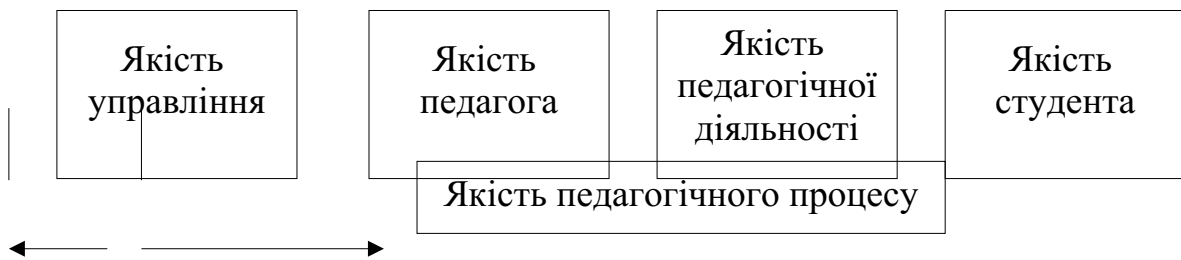 Якість
управління
Якість
педагога
Якість
педагогічної
діяльності
Якість
студента
Якість педагогічного процесу